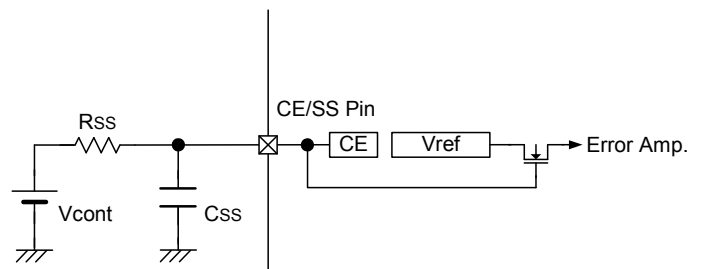 CE/SS Pin
RSS
CE
Vref
Error Amp.
Vcont
CSS